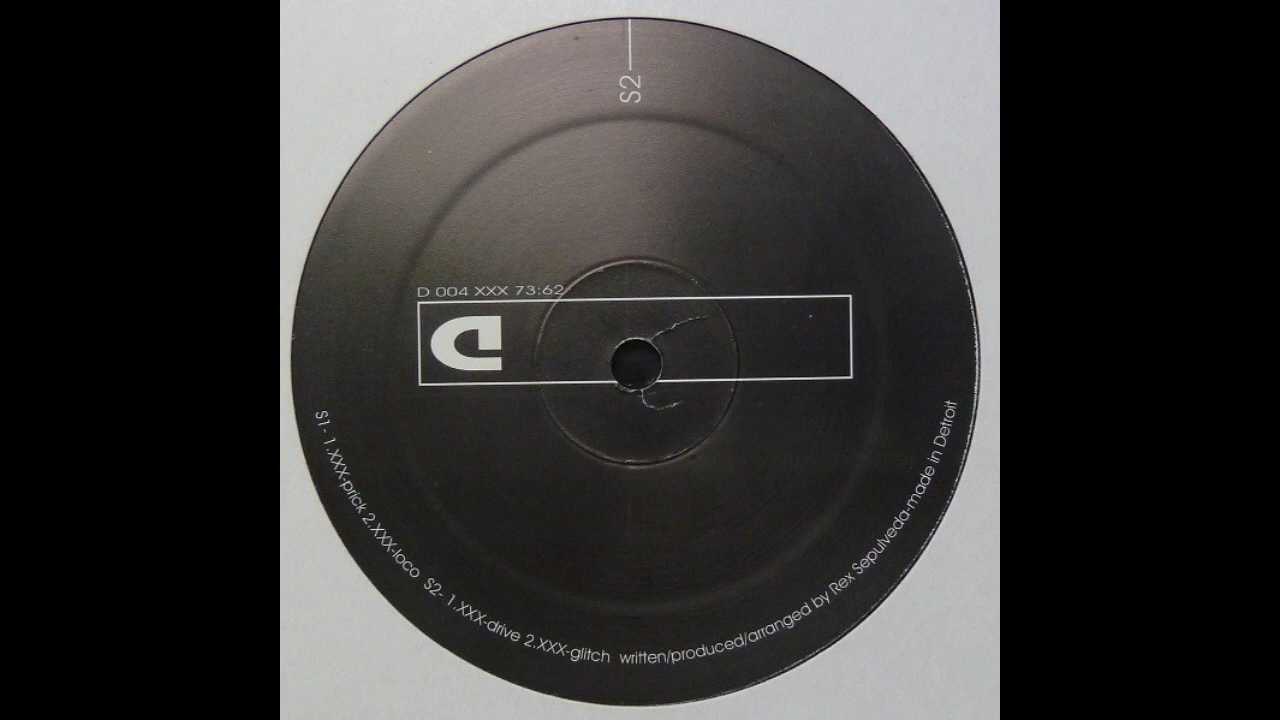 S2
D 004 XXX 73:62
S1- 1.XXX-prick 2.XXX-loco S2- 1.XXX-drive 2.XXX-glitch written/produced/arranged by Rex Sepulveda-made in Detroit